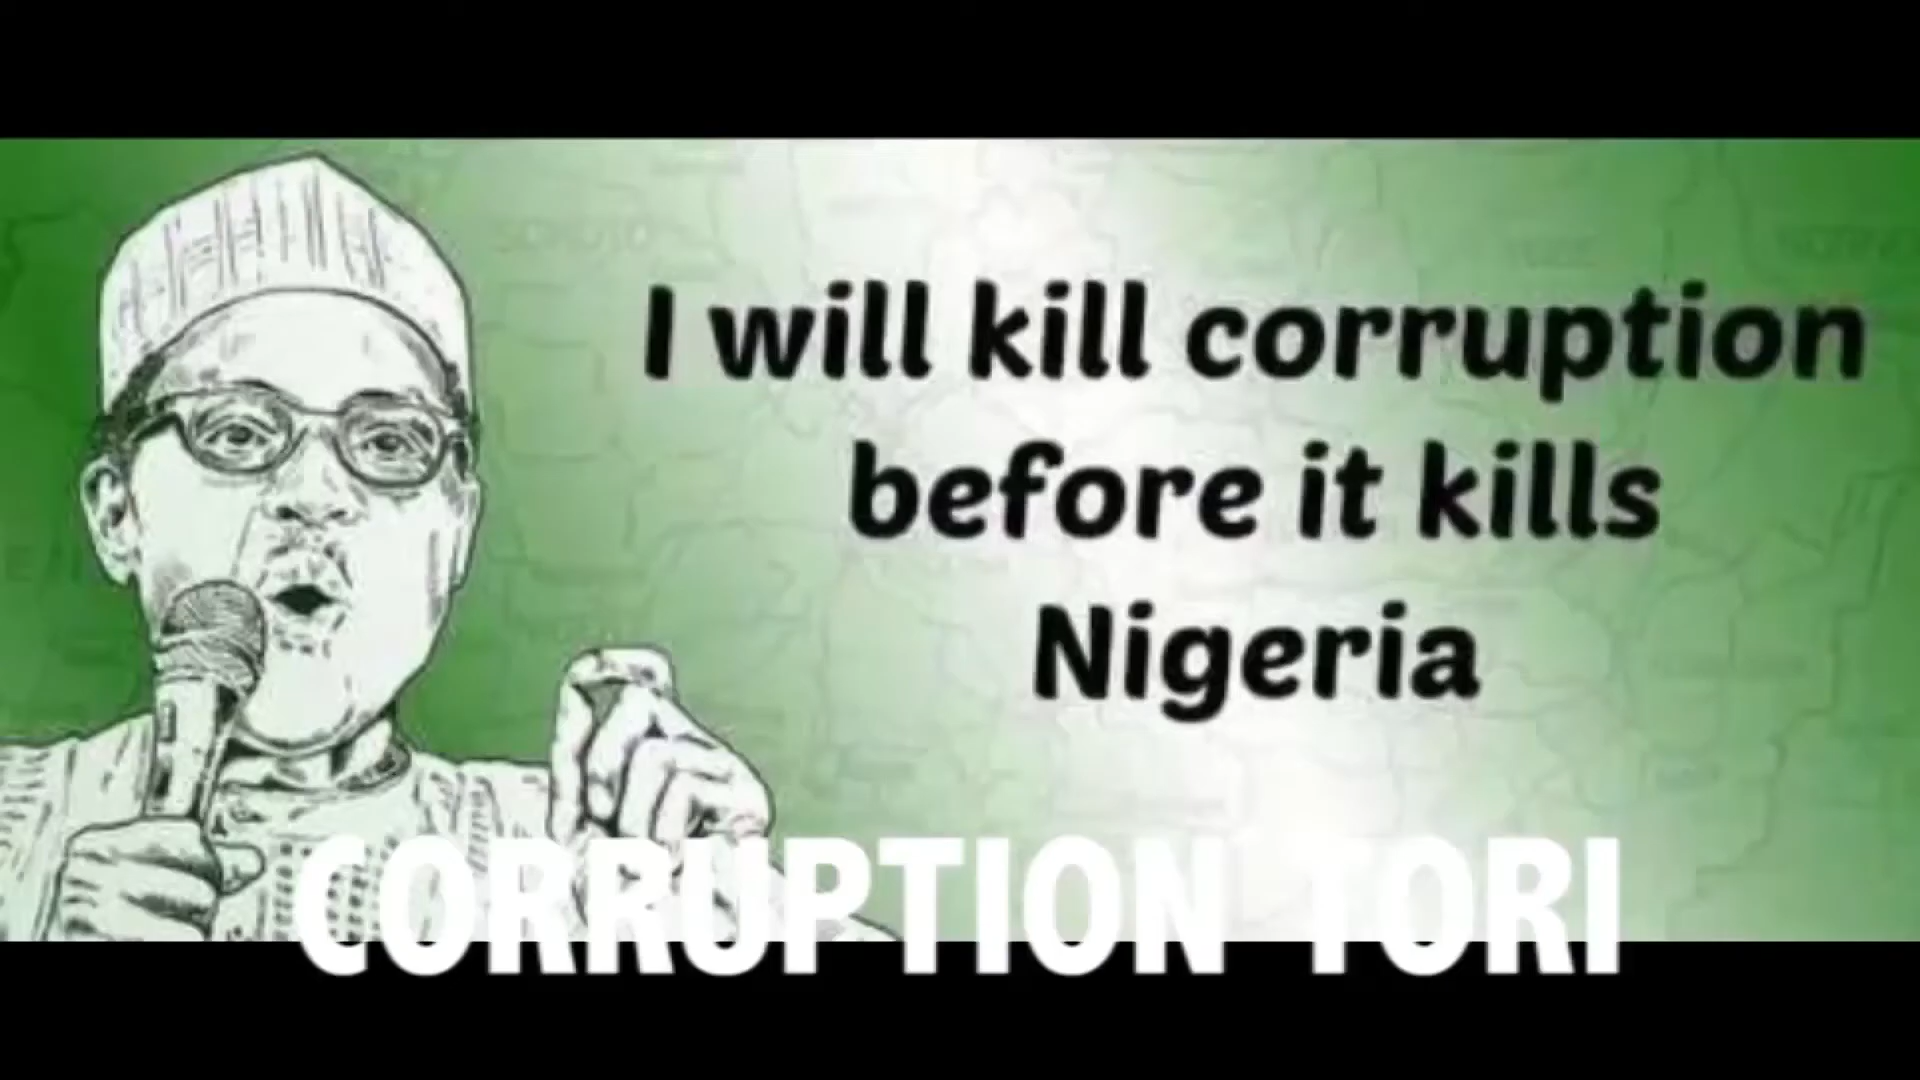 I will kill corruption
before it kills
Nigeria
CORRUPTION TORI